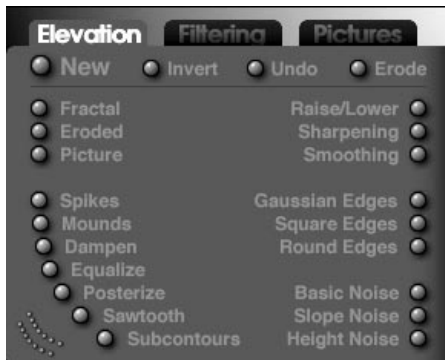 Elevation Filtering Pictures
New Invert Undo Erode
Fractal Raise/Lower
Eroded Sharpening
Picture Smoothing
Spikes Gaussian Edges
Mounds Square Edges
Dampen Round Edges
Equalize
Posterize Basic Noise
Sawtooth Slope Noise
Subcontours Height Noise